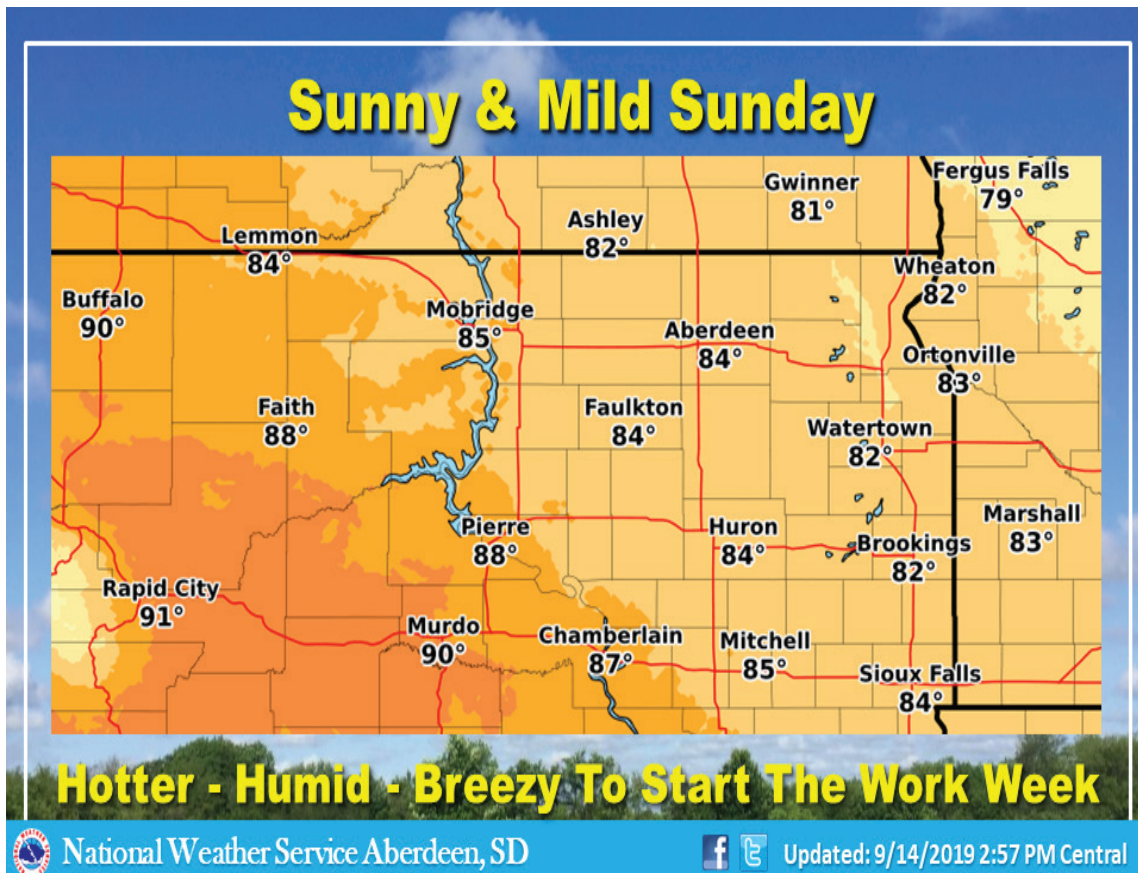 Sunny & Mild Sunday
Fergus Falls
79°
Gwinner
81°
Ashley
82°
Lemmon
84°
Wheaton
82°
Buffalo
90°
Mobridge
85°
Aberdeen
84°
Ortonville
83°
Faith
88°
Faulkton
84°
Watertown
82°
Marshall
83°
Pierre
88°
Huron
84°
Brookings
82°
Rapid City
91°
Murdo
90°
Chamberlain
87°
Mitchell
85°
Sioux Falls
84°
Hotter - Humid - Breezy To Start The Work Week
National Weather Service Aberdeen, SD
Updated: 9/14/2019 2:57 PM Central